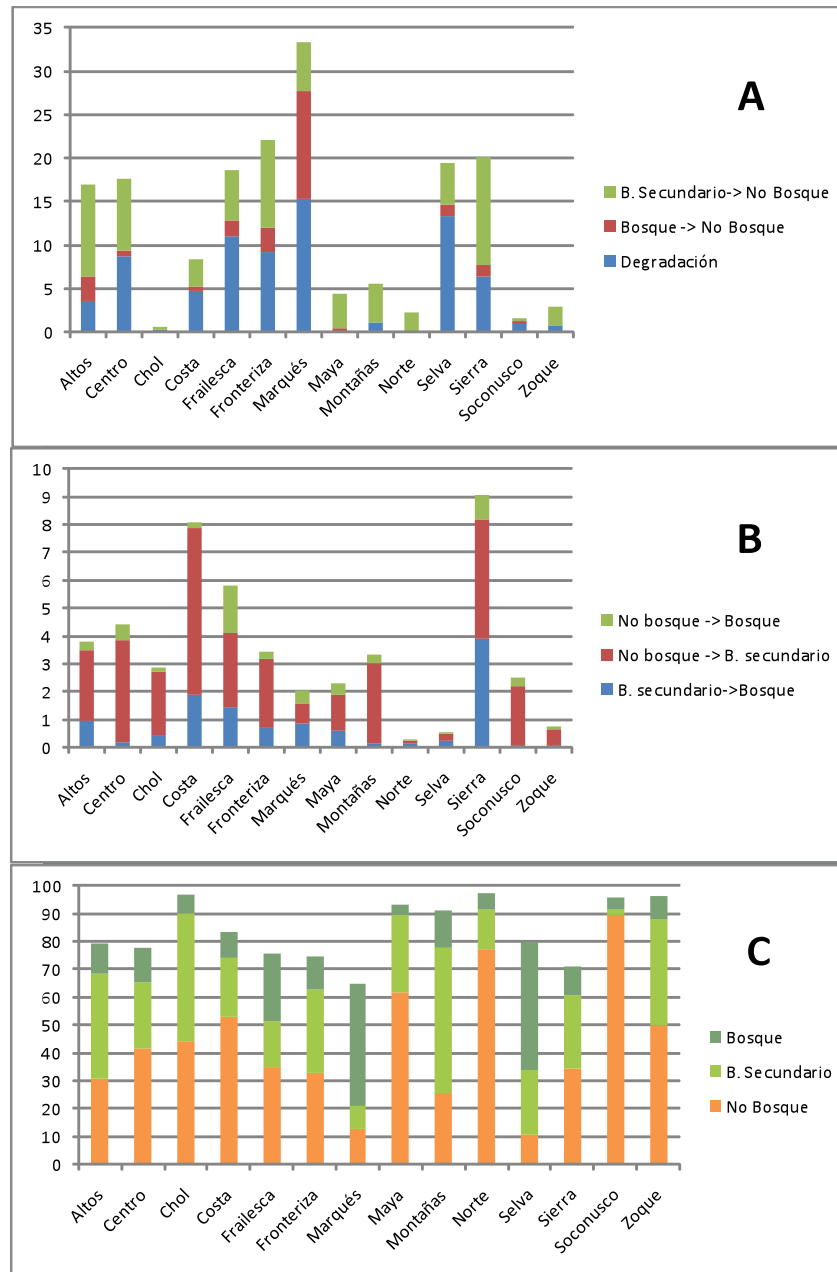 35
30
25
20
15
10
5
0
Altos
Centro
Chol
Costa
Frailesca
Fronteriza
Marqués
Maya
Montañas
Norte
Selva
Sierra
Soconusco
Zoque
A
B. Secundario-> No Bosque
Bosque -> No Bosque
Degradación
10
9
8
7
6
5
4
3
2
1
0
Altos
Centro
Chol
Costa
Frailesca
Fronteriza
Marqués
Maya
Montañas
Norte
Selva
Sierra
Soconusco
Zoque
B
No bosque -> Bosque
No bosque -> B. secundario
B. secundario->Bosque
100
90
80
70
60
50
40
30
20
10
0
Altos
Centro
Chol
Costa
Frailesca
Fronteriza
Marqués
Maya
Montañas
Norte
Selva
Sierra
Soconusco
Zoque
C
Bosque
B. Secundario
No Bosque